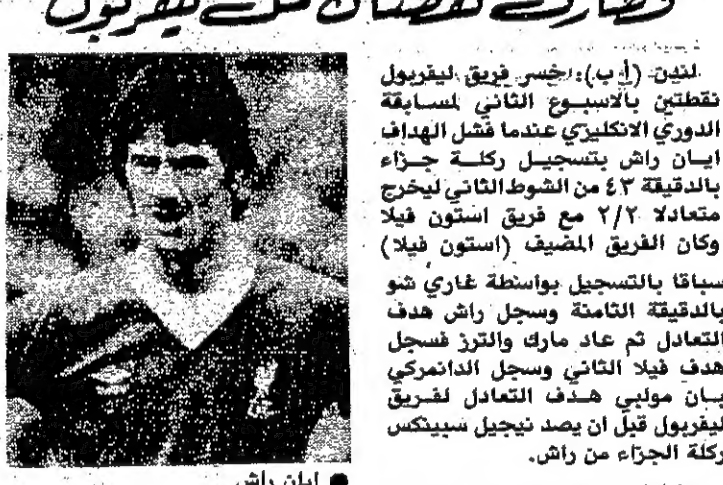 نقطتان من ليفربول
لندن (أ ب): خسر فريق ليفربول
نقطتين بالاسبوع الثاني لمسابقة
الدوري الانكليزي عندما فشل الهداف
ايان راش بتسجيل ركلة جزاء
بالدقيقة ٤٣ من الشوط الثاني ليخرج
متعادلا ٢/٢ مع فريق استون فيلا
وكان الفريق المضيف (استون فيلا)
سباقا بالتسجيل بواسطة غاري شو
بالدقيقة الثامنة وسجل راش هدف
التعادل ثم عاد مارك والترز فسجل
هدف فيلا الثاني وسجل الدانمركي
يان مولبي هدف التعادل لفريق
ليفربول قبل ان يصد نيجيل سبينكس
ركلة الجزاء من راش.
● ايان راش